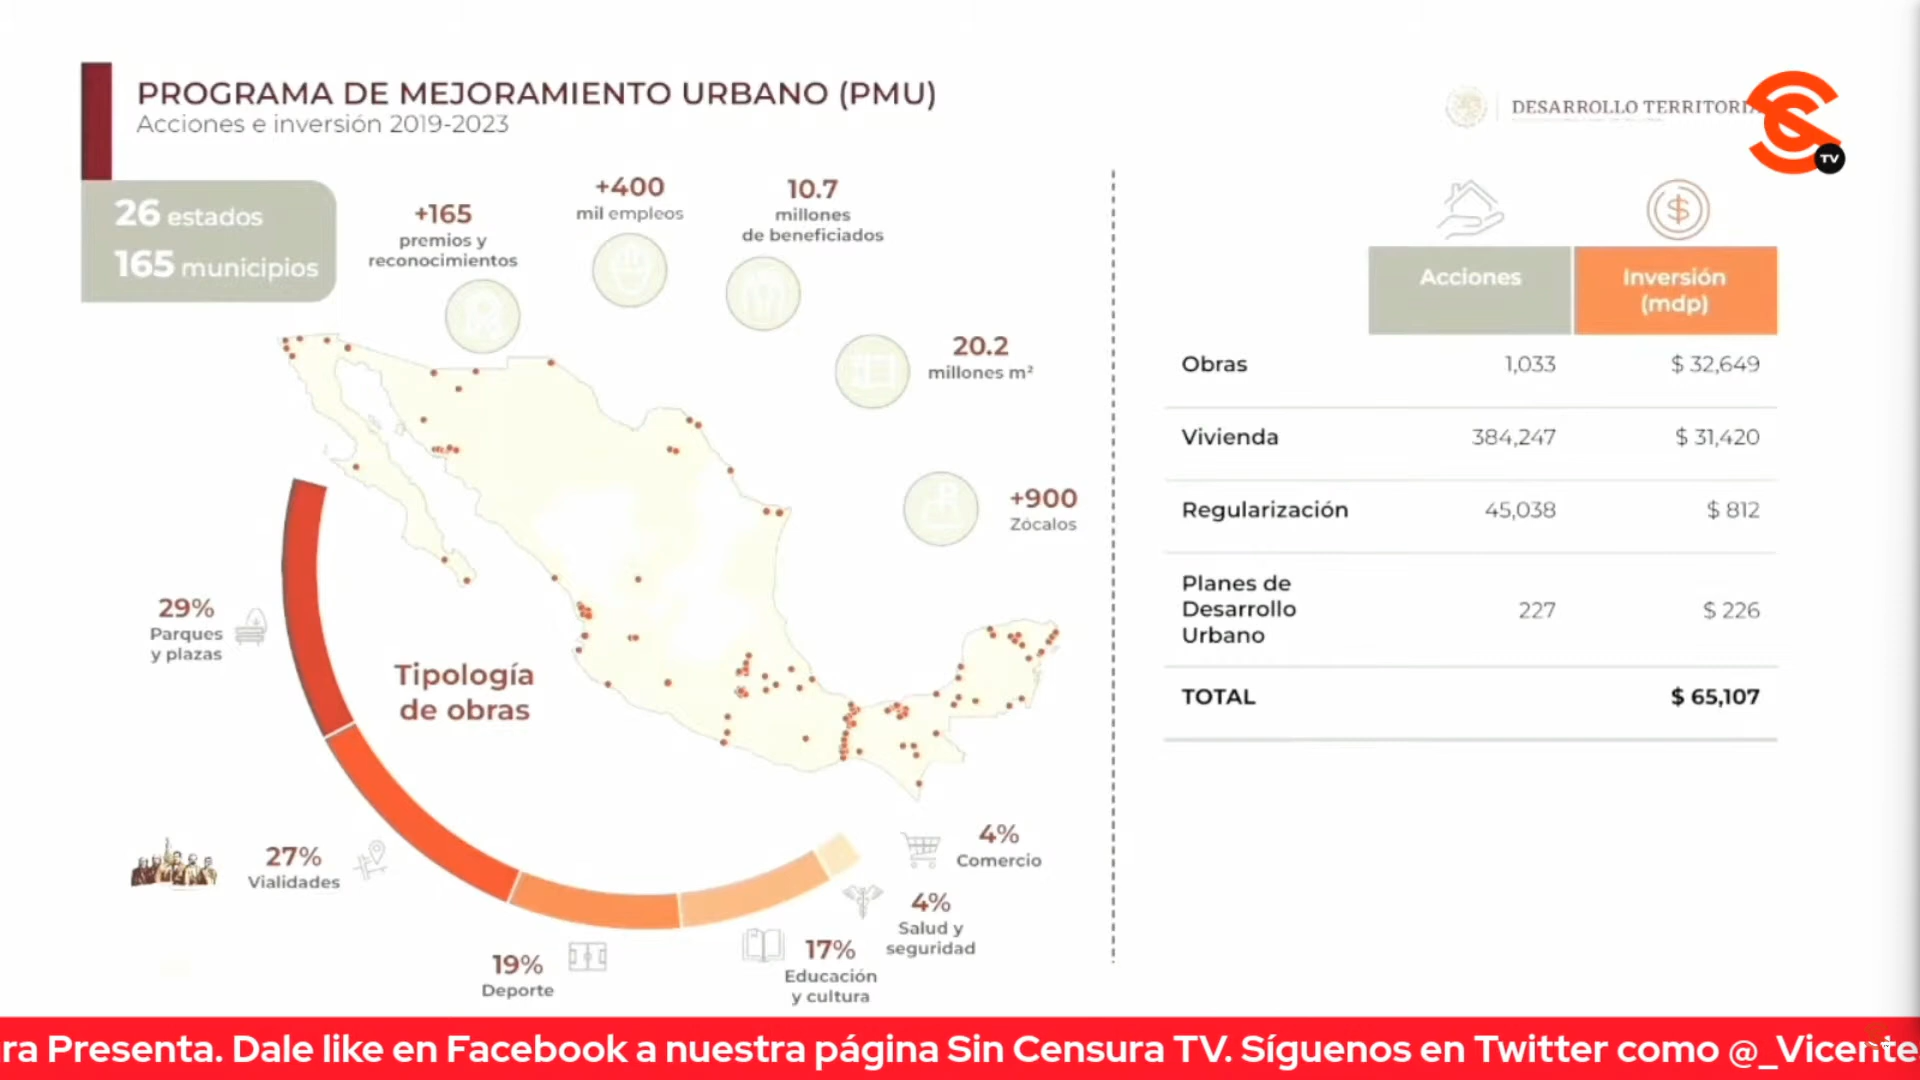 PROGRAMA DE MEJORAMIENTO URBANO (PMU)
Acciones e inversión 2019-2023
DESARROLLO TERRITORIA
TV
26 estados
165 municipios
+165
premios y
reconocimientos
+400
mil empleos
10.7
millones
de beneficiados
20.2
millones m²
+900
Zócalos
Tipología
de obras
29%
Parques
y plazas
27%
Vialidades
19%
Deporte
17%
Educación
y cultura
4%
Salud y
seguridad
4%
Comercio
Acciones
Inversión
(mdp)
Obras 1,033 $ 32,649
Vivienda 384,247 $ 31,420
Regularización 45,038 $ 812
Planes de
Desarrollo
Urbano
227 $ 226
TOTAL $ 65,107
ra Presenta. Dale like en Facebook a nuestra página Sin Censura TV. Síguenos en Twitter como @_Vicente